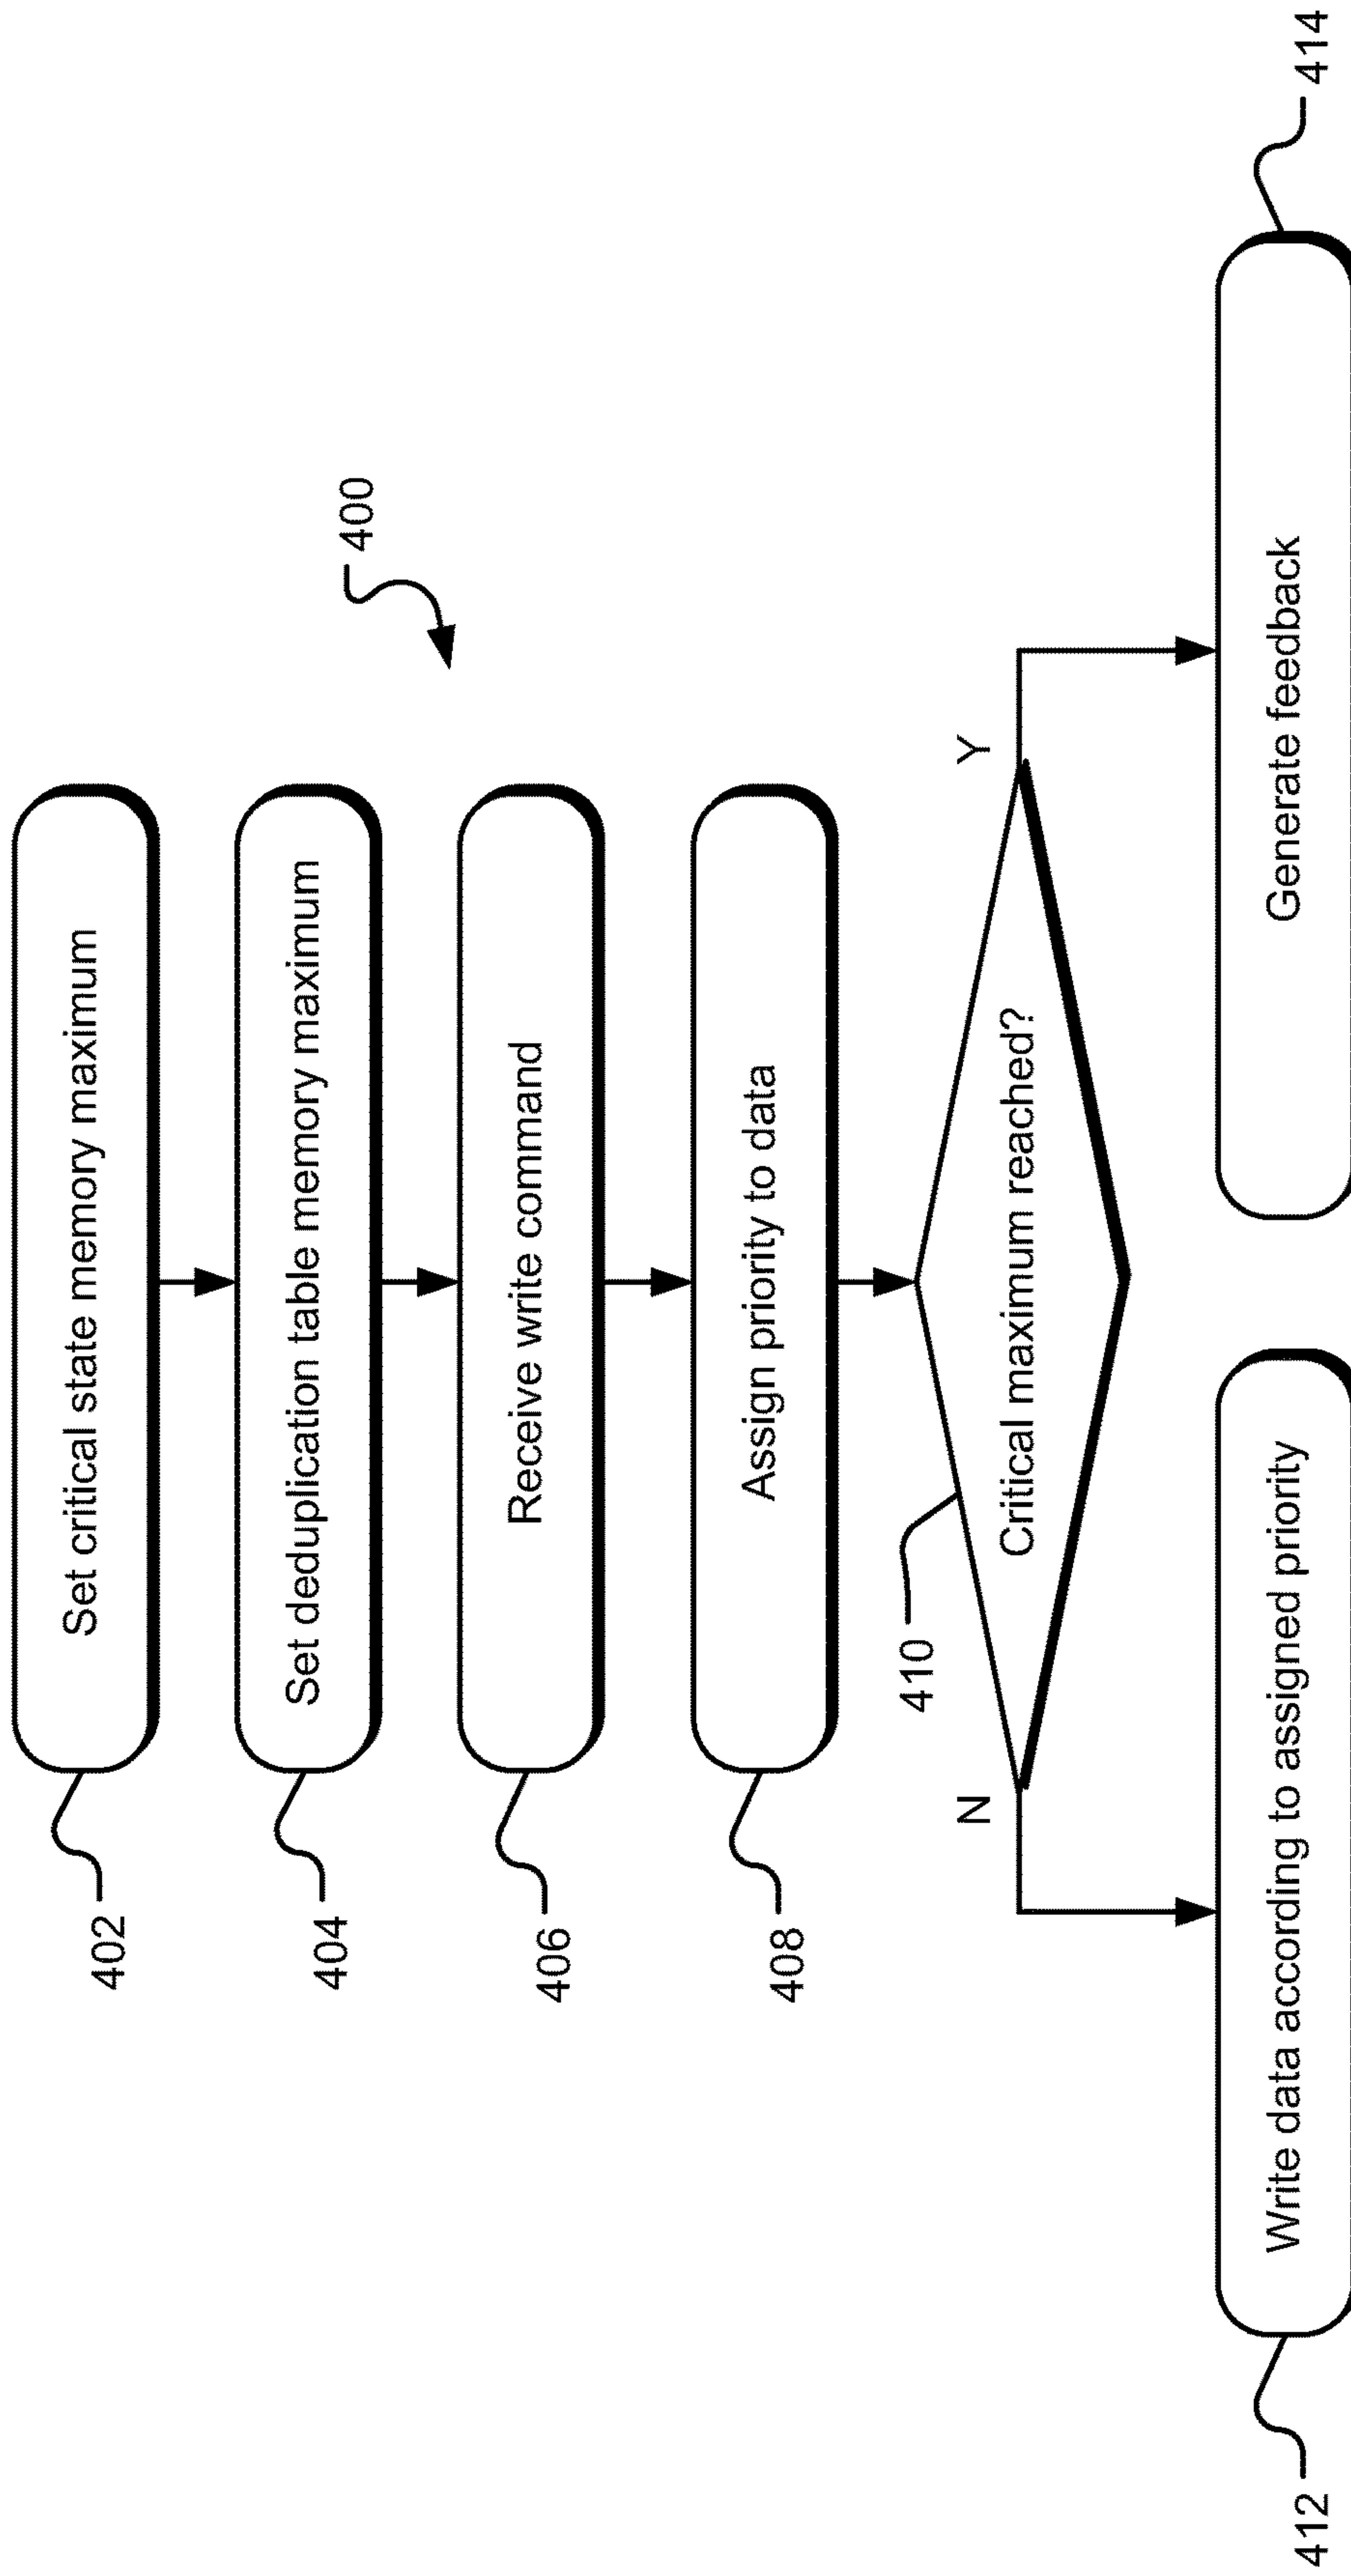 402
Set critical state memory maximum
404
Set deduplication table memory maximum
400
406
Receive write command
408
Assign priority to data
410
N
Critical maximum reached?
Y
412
Write data according to assigned priority
Generate feedback
414